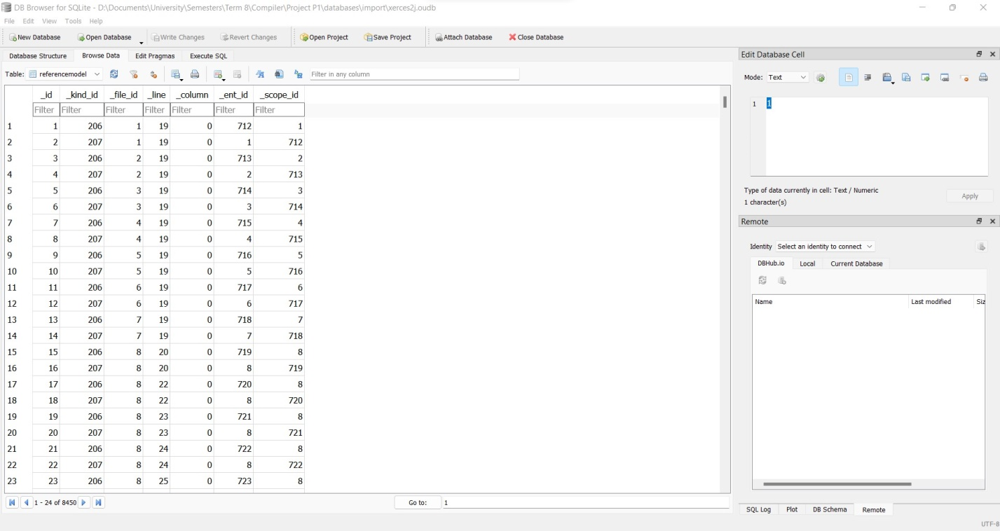 DB Browser for SQLite - D:\Documents\University\Semesters\Term 8\Compiler\Project P1\databases\import\xerces2j.oudb
File Edit View Tools Help
New Database Open Database Write Changes Revert Changes Open Project Save Project Attach Database Close Database
Database Structure Browse Data Edit Pragmas Execute SQL
Table: referencemodel Filter in any column
_id _kind_id _file_id _line _column _ent_id _scope_id
Filter Filter Filter Filter Filter Filter Filter
1 1 206 1 19 0 712 1
2 2 207 1 19 0 1 712
3 3 206 2 19 0 713 2
4 4 207 2 19 0 2 713
5 5 206 3 19 0 714 3
6 6 207 3 19 0 3 714
7 7 206 4 19 0 715 4
8 8 207 4 19 0 4 715
9 9 206 5 19 0 716 5
10 10 207 5 19 0 5 716
11 11 206 6 19 0 717 6
12 12 207 6 19 0 6 717
13 13 206 7 19 0 718 7
14 14 207 7 19 0 7 718
15 15 206 8 20 0 719 8
16 16 207 8 20 0 8 719
17 17 206 8 22 0 720 8
18 18 207 8 22 0 8 720
19 19 206 8 23 0 721 8
20 20 207 8 23 0 8 721
21 21 206 8 24 0 722 8
22 22 207 8 24 0 8 722
23 23 206 8 25 0 723 8
1 - 24 of 8450 Go to: 1
Edit Database Cell
Mode: Text
1 1
Type of data currently in cell: Text / Numeric
1 character(s)
Apply
Remote
Identity Select an identity to connect
DBHub.io Local Current Database
Name Last modified Siz
SQL Log Plot DB Schema Remote
UTF-8